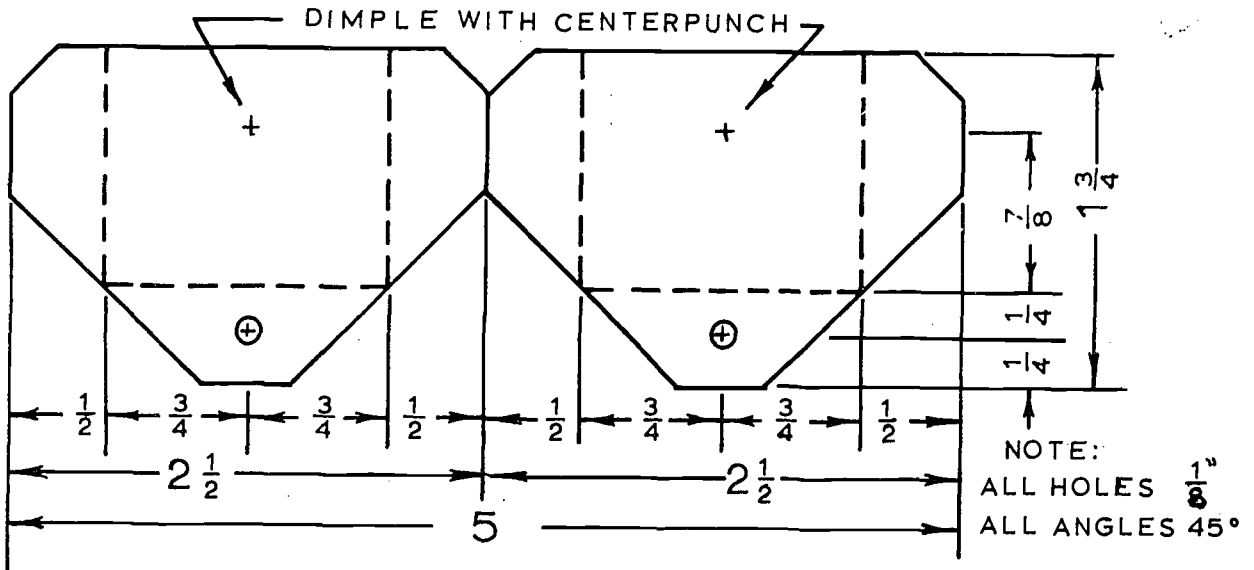 DIMPLE WITH CENTERPUNCH
1 3/4
7/8
1/4
1/4
1/2 3/4 3/4 1/2 1/2 3/4 3/4 1/2
2 1/2 2 1/2
5
NOTE:
ALL HOLES 1/8"
ALL ANGLES 45°